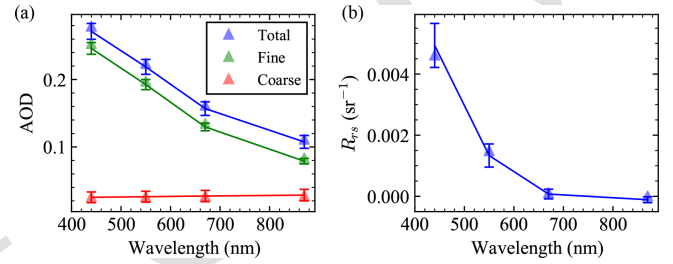 (a)
Total
Fine
Coarse
0.2
0.1
AOD
400 500 600 700 800
Wavelength (nm)
(b)
0.004
0.002
0.000
Rrs (sr−1)
400 500 600 700 800
Wavelength (nm)